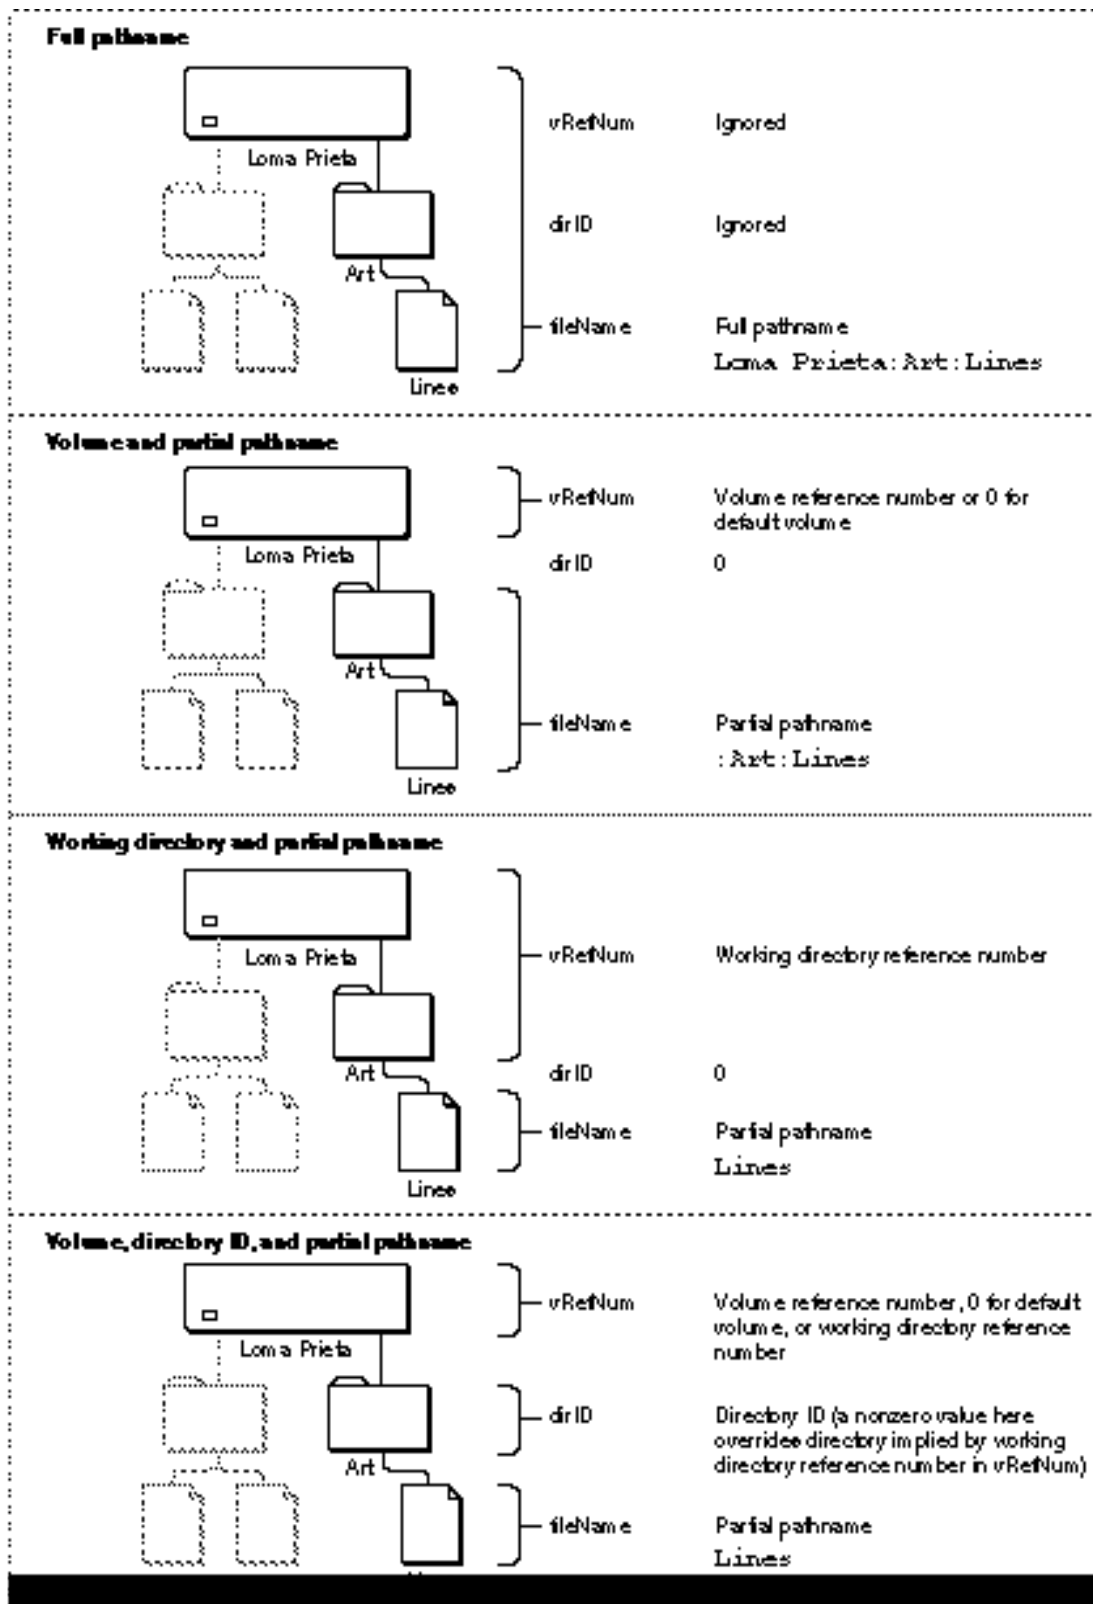 Full pathname
vRefNum Ignored
Loma Prieta
dirID Ignored
Art
fileName Full pathname
Loma Prieta:Art:Lines
Lines
Volume and partial pathname
vRefNum Volume reference number or 0 for
default volume
Loma Prieta
dirID 0
Art
fileName Partial pathname
:Art:Lines
Lines
Working directory and partial pathname
vRefNum Working directory reference number
Loma Prieta
dirID 0
Art
fileName Partial pathname
Lines
Lines
Volume, directory ID, and partial pathname
vRefNum Volume reference number, 0 for default
volume, or working directory reference
number
Loma Prieta
dirID Directory ID (a nonzero value here
overrides directory implied by working
directory reference number in vRefNum)
Art
fileName Partial pathname
Lines